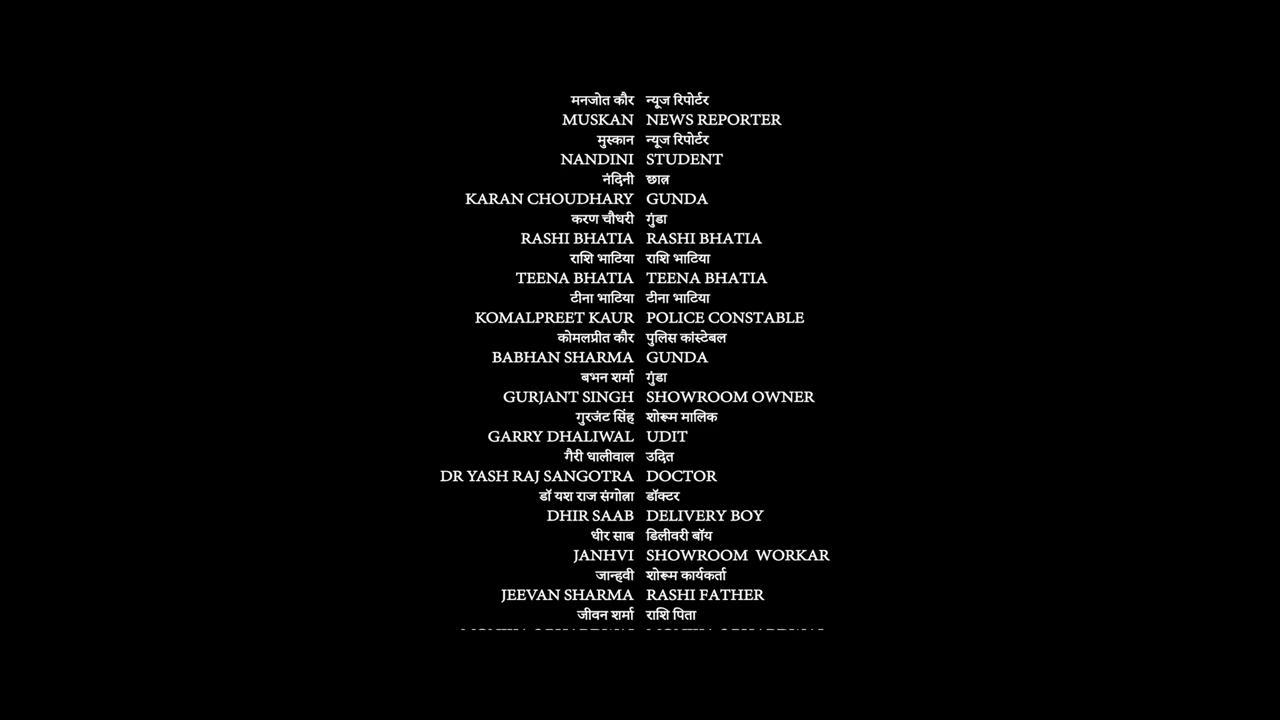 मनजोत कौर न्यूज रिपोर्टर
MUSKAN NEWS REPORTER
मुस्कान न्यूज रिपोर्टर
NANDINI STUDENT
नंदिनी छात्र
KARAN CHOUDHARY GUNDA
करण चौधरी गुंडा
RASHI BHATIA RASHI BHATIA
राशि भाटिया राशि भाटिया
TEENA BHATIA TEENA BHATIA
टीना भाटिया टीना भाटिया
KOMALPREET KAUR POLICE CONSTABLE
कोमलप्रीत कौर पुलिस कांस्टेबल
BABHAN SHARMA GUNDA
बभन शर्मा गुंडा
GURJANT SINGH SHOWROOM OWNER
गुरजंट सिंह शोरूम मालिक
GARRY DHALIWAL UDIT
गैरी धालीवाल उदित
DR YASH RAJ SANGOTRA DOCTOR
डॉ यश राज संगोत्रा डॉक्टर
DHIR SAAB DELIVERY BOY
धीर साब डिलीवरी बॉय
JANHVI SHOWROOM WORKAR
जान्हवी शोरूम कार्यकर्ता
JEEVAN SHARMA RASHI FATHER
जीवन शर्मा राशि पिता